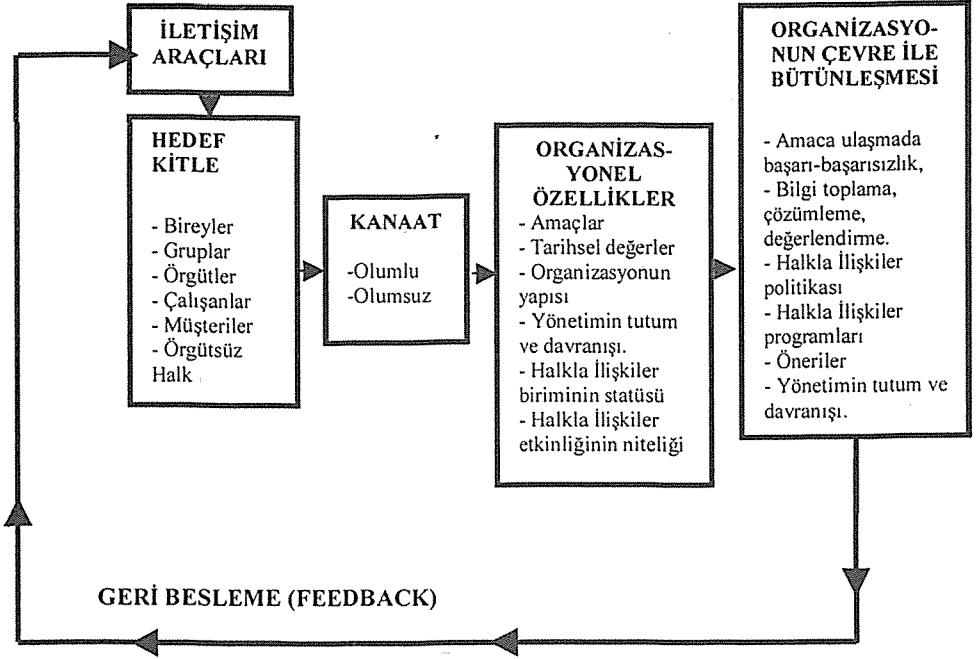 İLETİŞİM
ARAÇLARI
HEDEF
KİTLE
- Bireyler
- Gruplar
- Örgütler
- Çalışanlar
- Müşteriler
- Örgütsüz
Halk
KANAAT
-Olumlu
-Olumsuz
ORGANİZAS-
YONEL
ÖZELLİKLER
- Amaçlar
- Tarihsel değerler
- Organizasyonun
yapısı
- Yönetimin tutum
ve davranışı.
- Halkla İlişkiler
biriminin statüsü
- Halkla İlişkiler
etkinliğinin niteliği
ORGANİZASYO-
NUN ÇEVRE İLE
BÜTÜNLEŞMESİ
- Amaca ulaşmada
başarı-başarısızlık,
- Bilgi toplama,
çözümleme,
değerlendirme.
- Halkla İlişkiler
politikası
- Halkla İlişkiler
programları
- Öneriler
- Yönetimin tutum ve
davranışı.
GERİ BESLEME (FEEDBACK)